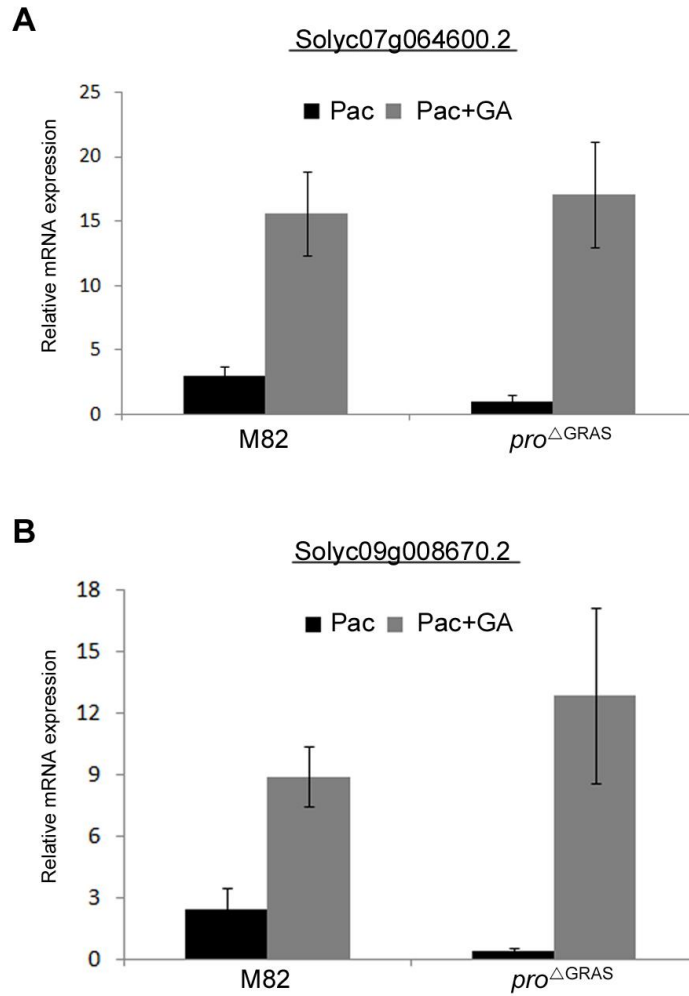 A
Solyc07g064600.2
Pac Pac+GA
Relative mRNA expression
25
20
15
10
5
0
M82 pro△GRAS
B
Solyc09g008670.2
Pac Pac+GA
Relative mRNA expression
18
15
12
9
6
3
0
M82 pro△GRAS